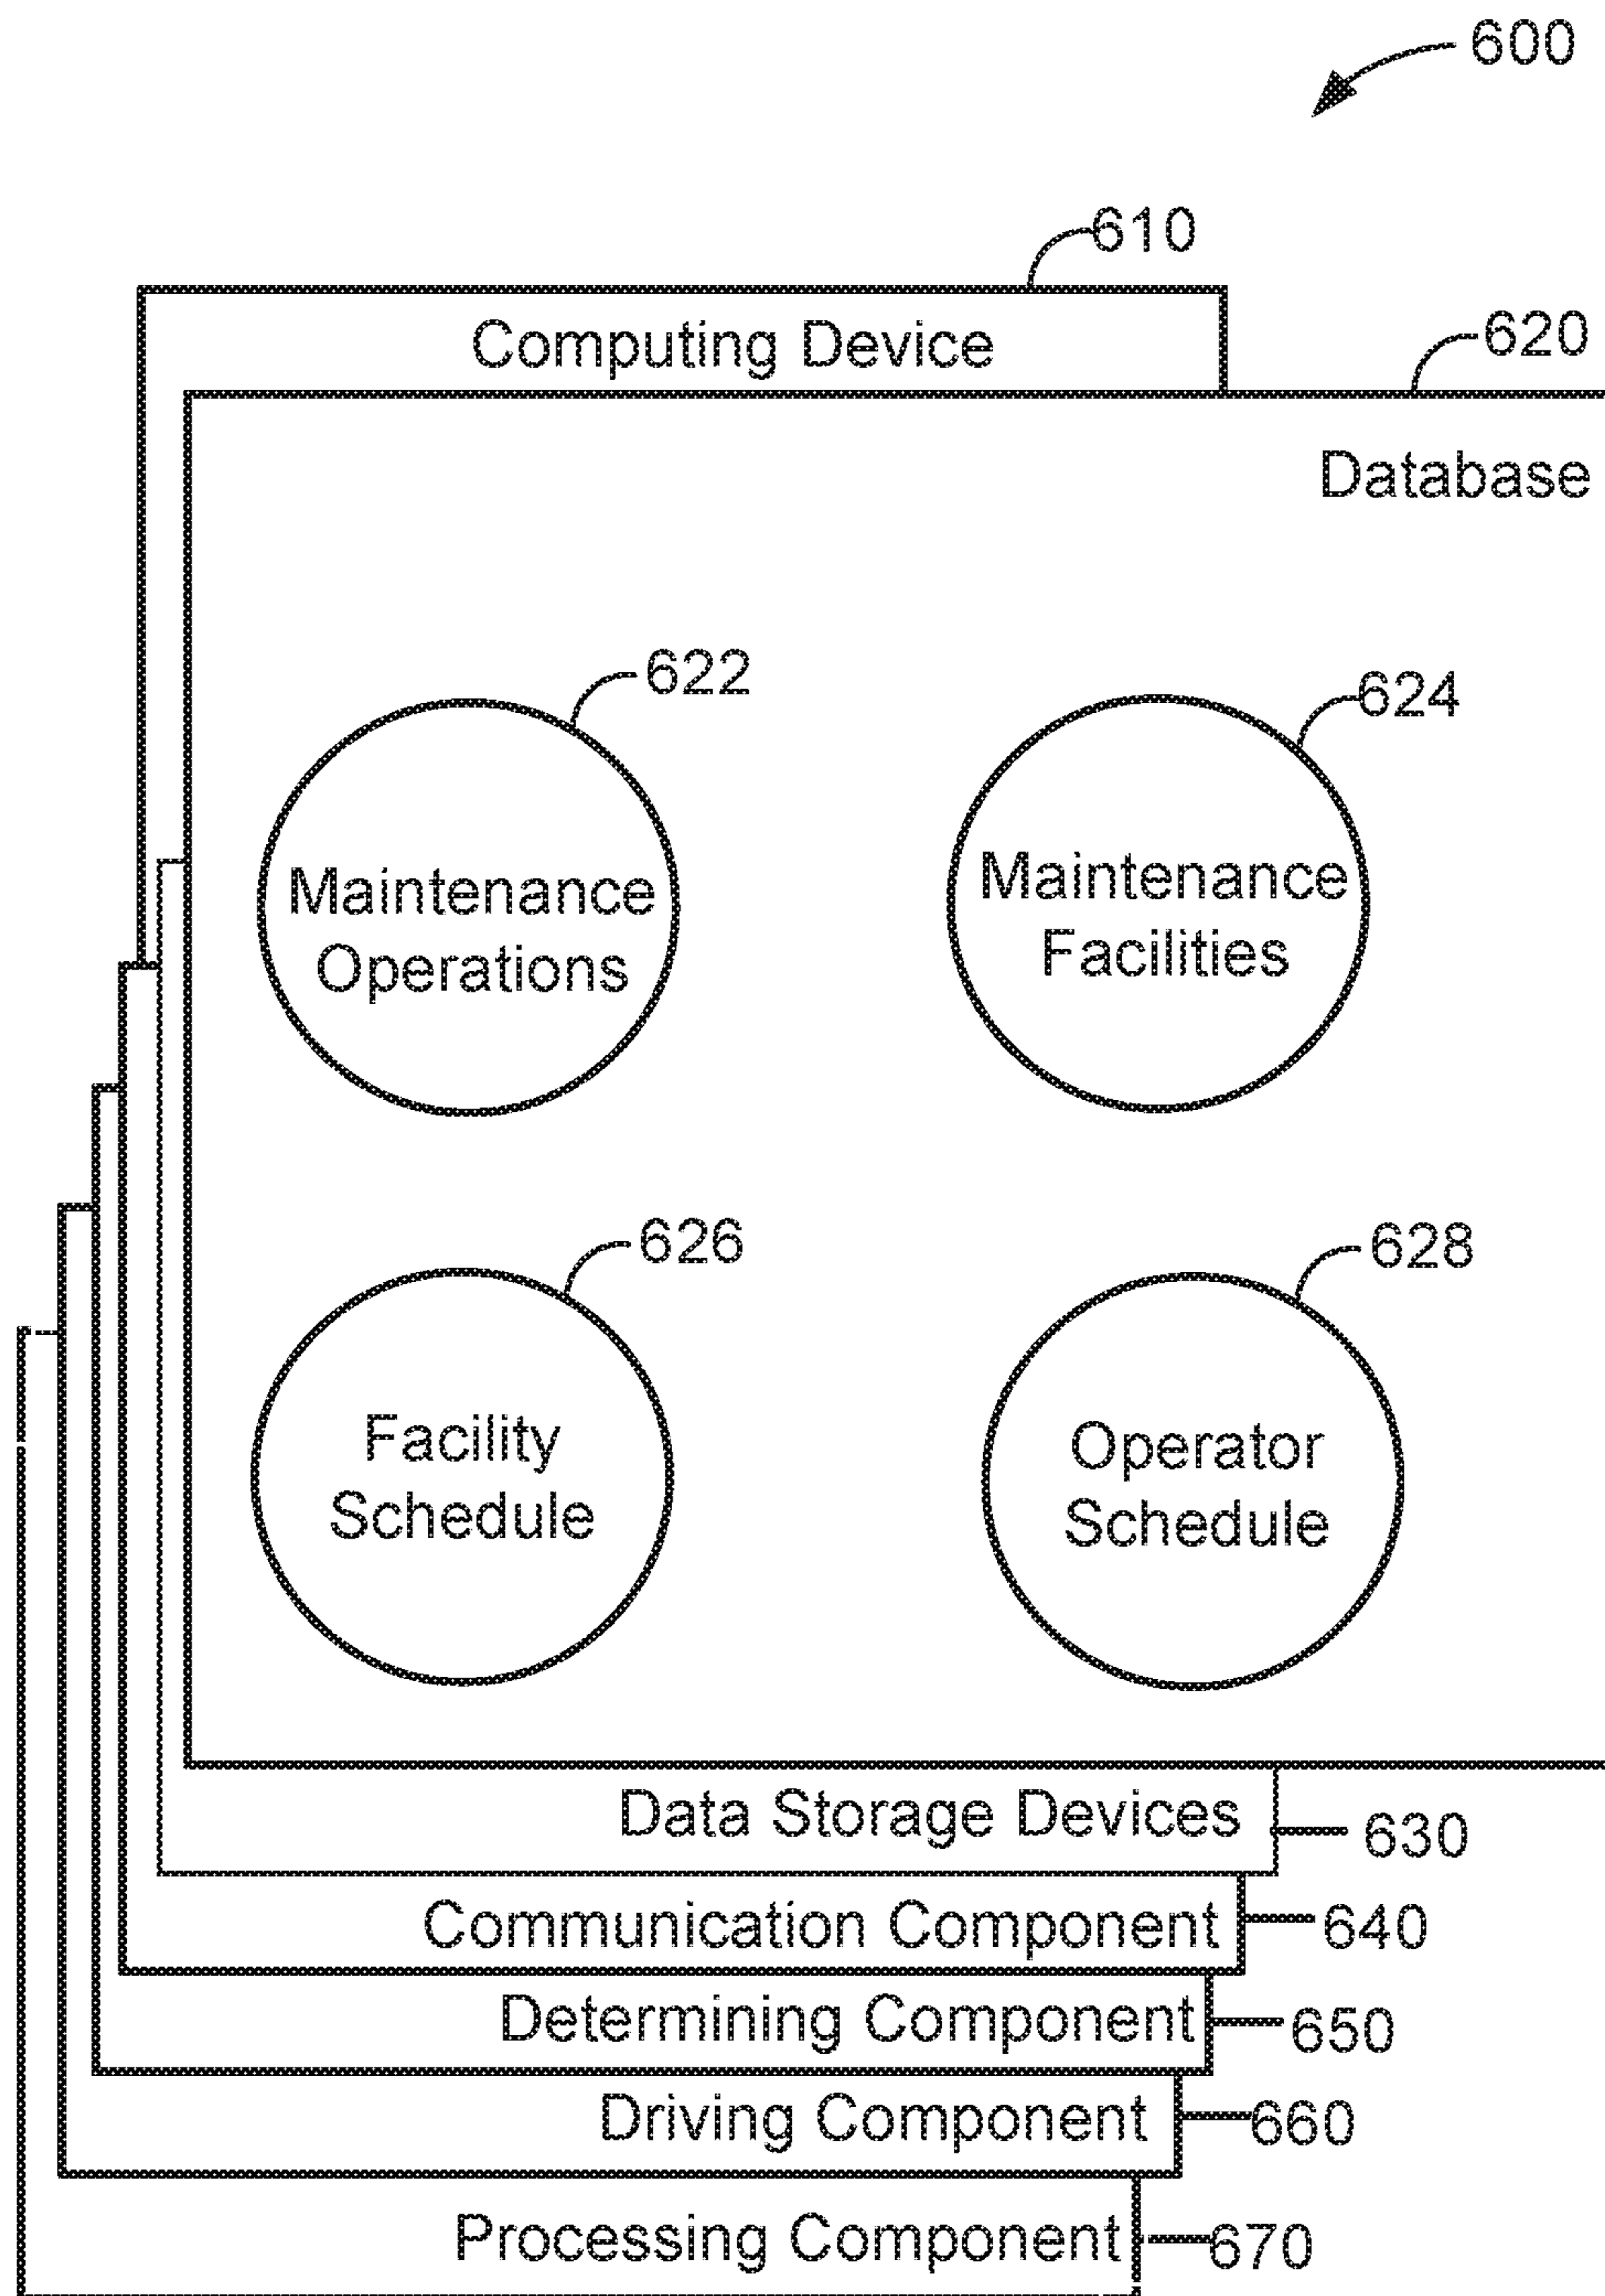 600
610
Computing Device
620
Database
622
624
Maintenance
Operations
Maintenance
Facilities
626
628
Facility
Schedule
Operator
Schedule
Data Storage Devices
630
Communication Component
640
Determining Component
650
Driving Component
660
Processing Component
670